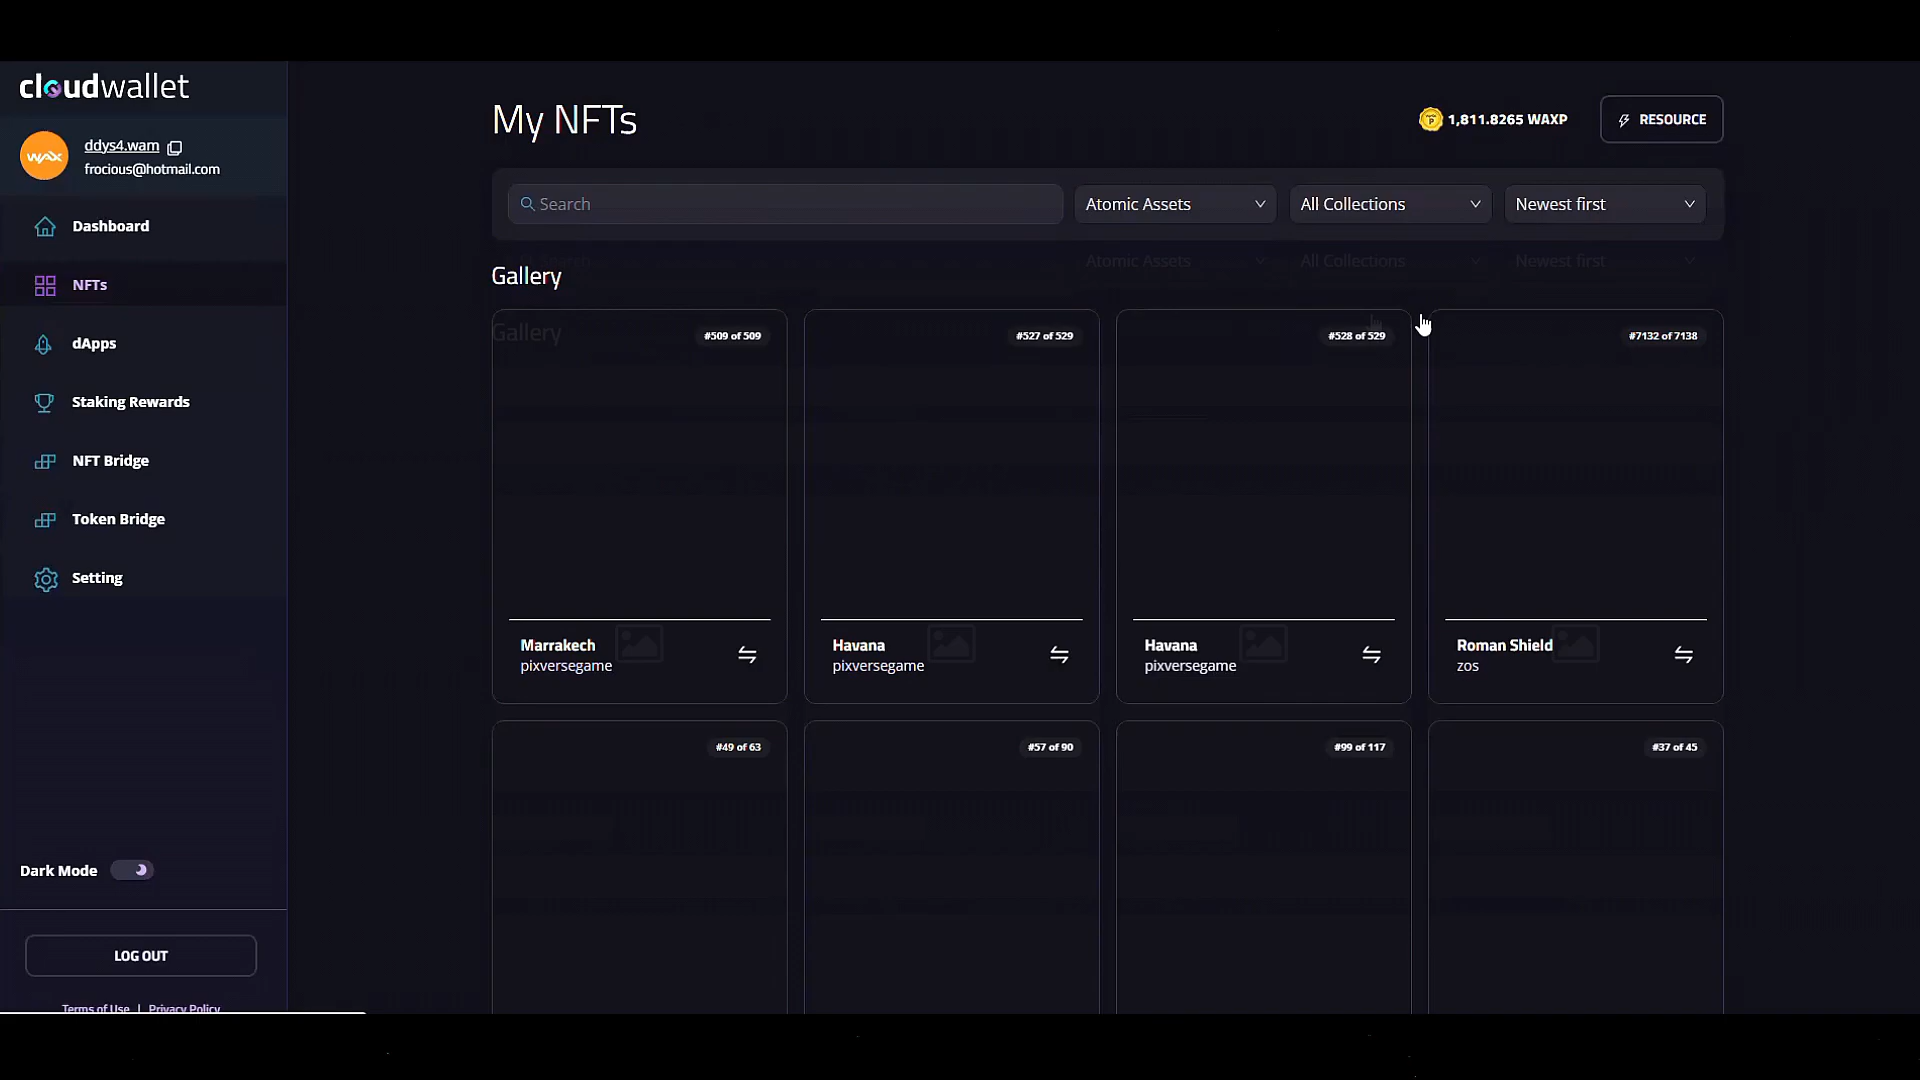 cloudwallet
wax
ddys4.wam
frocious@hotmail.com
Dashboard
NFTs
dApps
Staking Rewards
NFT Bridge
Token Bridge
Setting
Dark Mode
LOG OUT
Terms of Use | Privacy Policy
My NFTs
1,811.8265 WAXP
RESOURCE
Search
Atomic Assets
All Collections
Newest first
Search
Atomic Assets
All Collections
Newest first
Gallery
Gallery
#509 of 509
#527 of 529
#528 of 529
#7132 of 7138
Marrakech
pixversegame
Havana
pixversegame
Havana
pixversegame
Roman Shield
zos
#49 of 63
#57 of 90
#99 of 117
#37 of 45